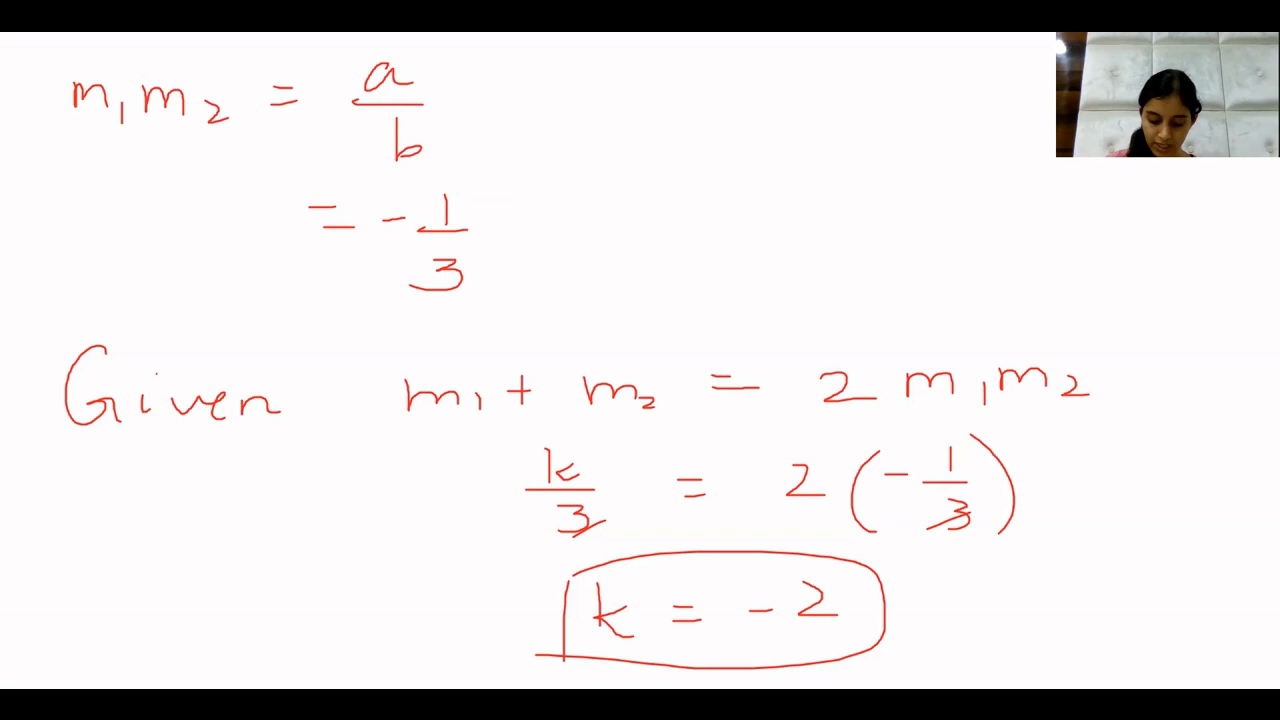 m₁m₂ = a/b
= -1/3
Given m₁ + m₂ = 2 m₁m₂
k/3 = 2(-1/3)
k = -2